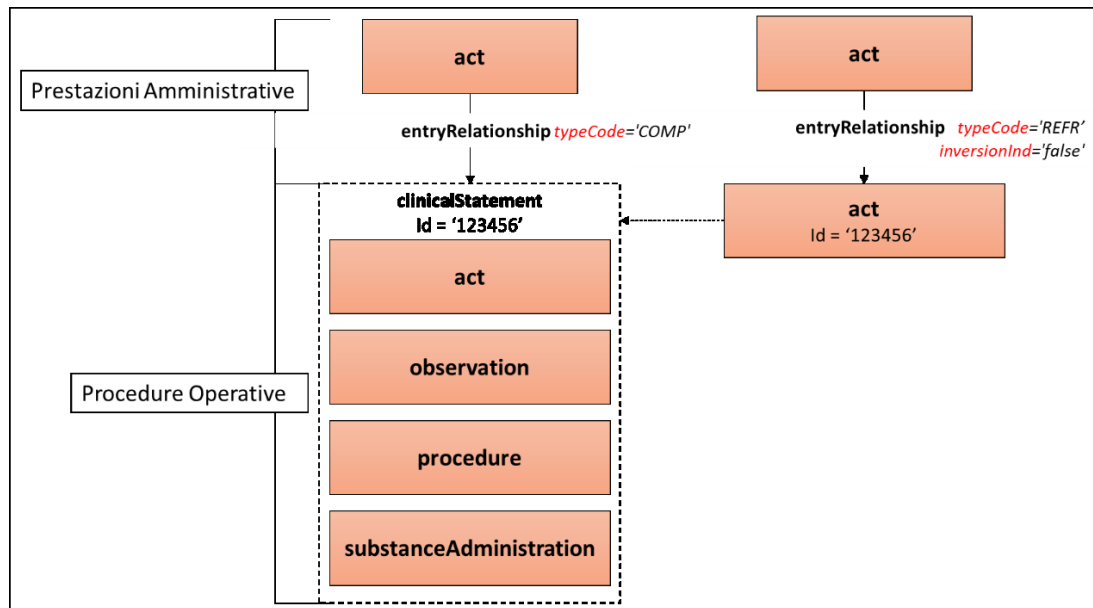 act
act
Prestazioni Amministrative
entryRelationship typeCode='COMP'
entryRelationship typeCode='REFR’
inversionInd='false'
clinicalStatement
Id = ‘123456’
act
Id = ‘123456’
act
observation
Procedure Operative
procedure
substanceAdministration